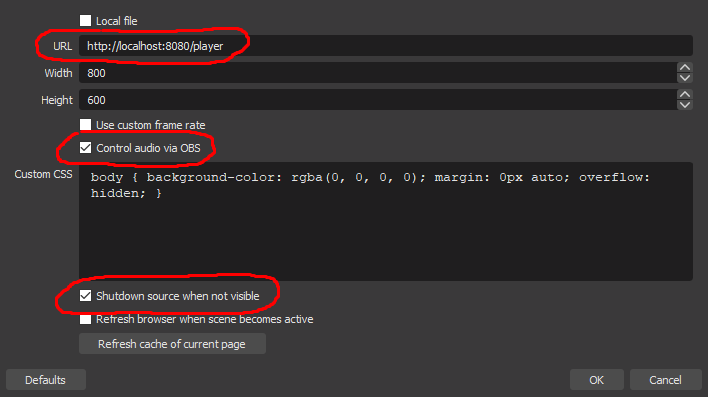 Local file
URL http://localhost:8080/player
Width 800
Height 600
Use custom frame rate
Control audio via OBS
Custom CSS body { background-color: rgba(0, 0, 0, 0); margin: 0px auto; overflow:
hidden; }
Shutdown source when not visible
Refresh browser when scene becomes active
Refresh cache of current page
Defaults OK Cancel